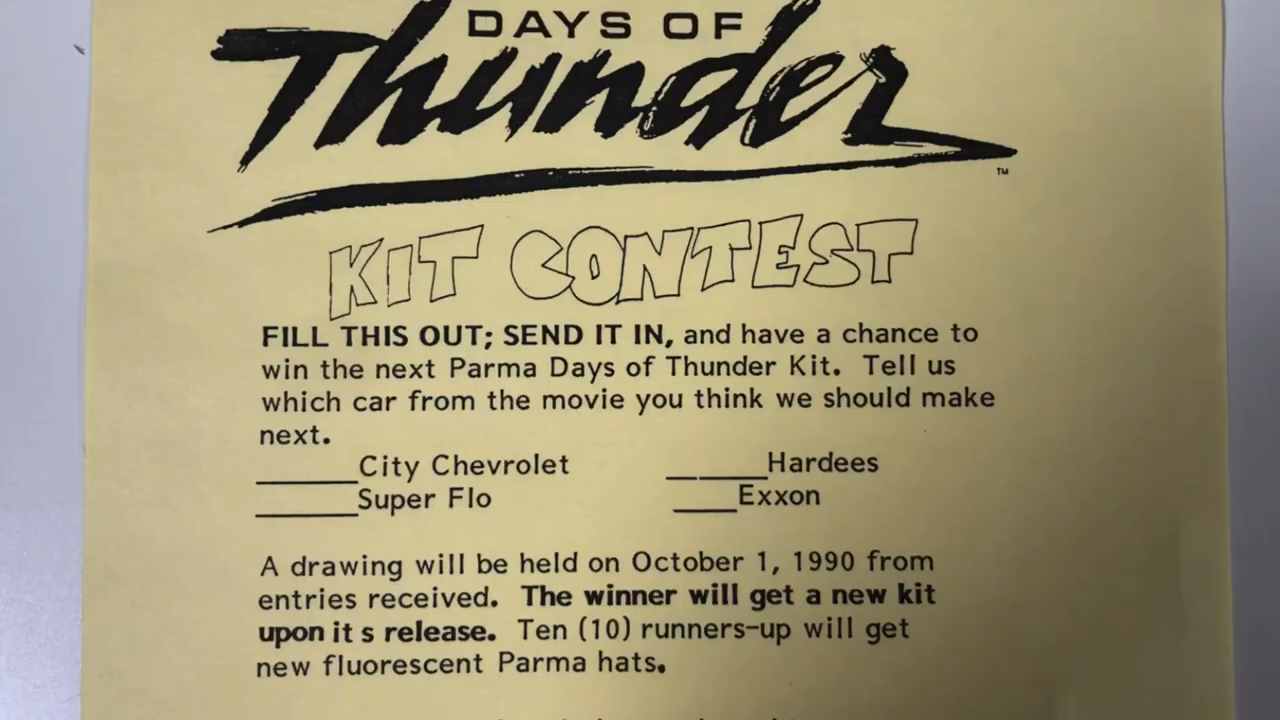 DAYS OF
Thunder
™
KIT CONTEST
FILL THIS OUT; SEND IT IN, and have a chance to
win the next Parma Days of Thunder Kit. Tell us
which car from the movie you think we should make
next.
______City Chevrolet ______Hardees
______Super Flo ____Exxon
A drawing will be held on October 1, 1990 from
entries received. The winner will get a new kit
upon it s release. Ten (10) runners-up will get
new fluorescent Parma hats.